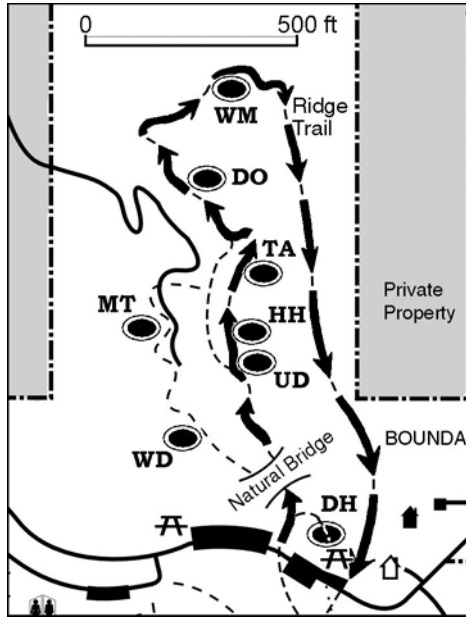 0 500 ft
Ridge
Trail
WM
DO
TA
MT
HH
Private
Property
UD
BOUNDA
WD
Natural Bridge
DH